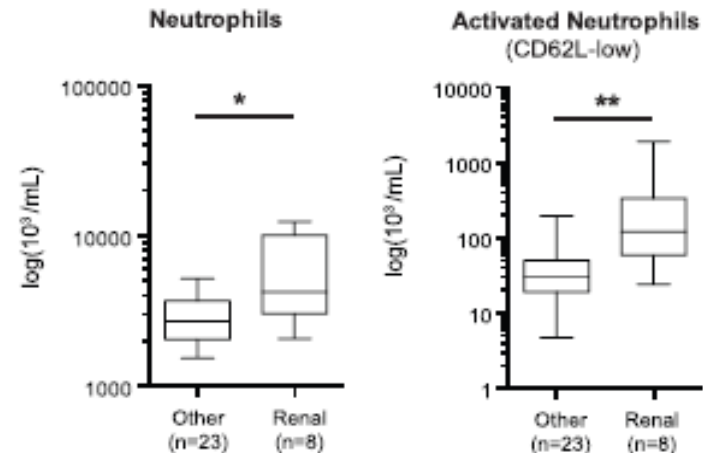 Neutrophils
log(10³/mL)
100000
10000
1000
*
Other
(n=23)
Renal
(n=8)
Activated Neutrophils
(CD62L-low)
log(10³/mL)
10000
1000
100
10
1
**
Other
(n=23)
Renal
(n=8)